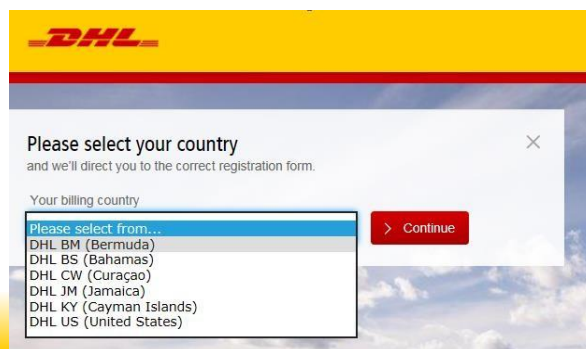 DHL
Please select your country
and we'll direct you to the correct registration form.
Your billing country
Please select from...
DHL BM (Bermuda)
DHL BS (Bahamas)
DHL CW (Curaçao)
DHL JM (Jamaica)
DHL KY (Cayman Islands)
DHL US (United States)
Continue